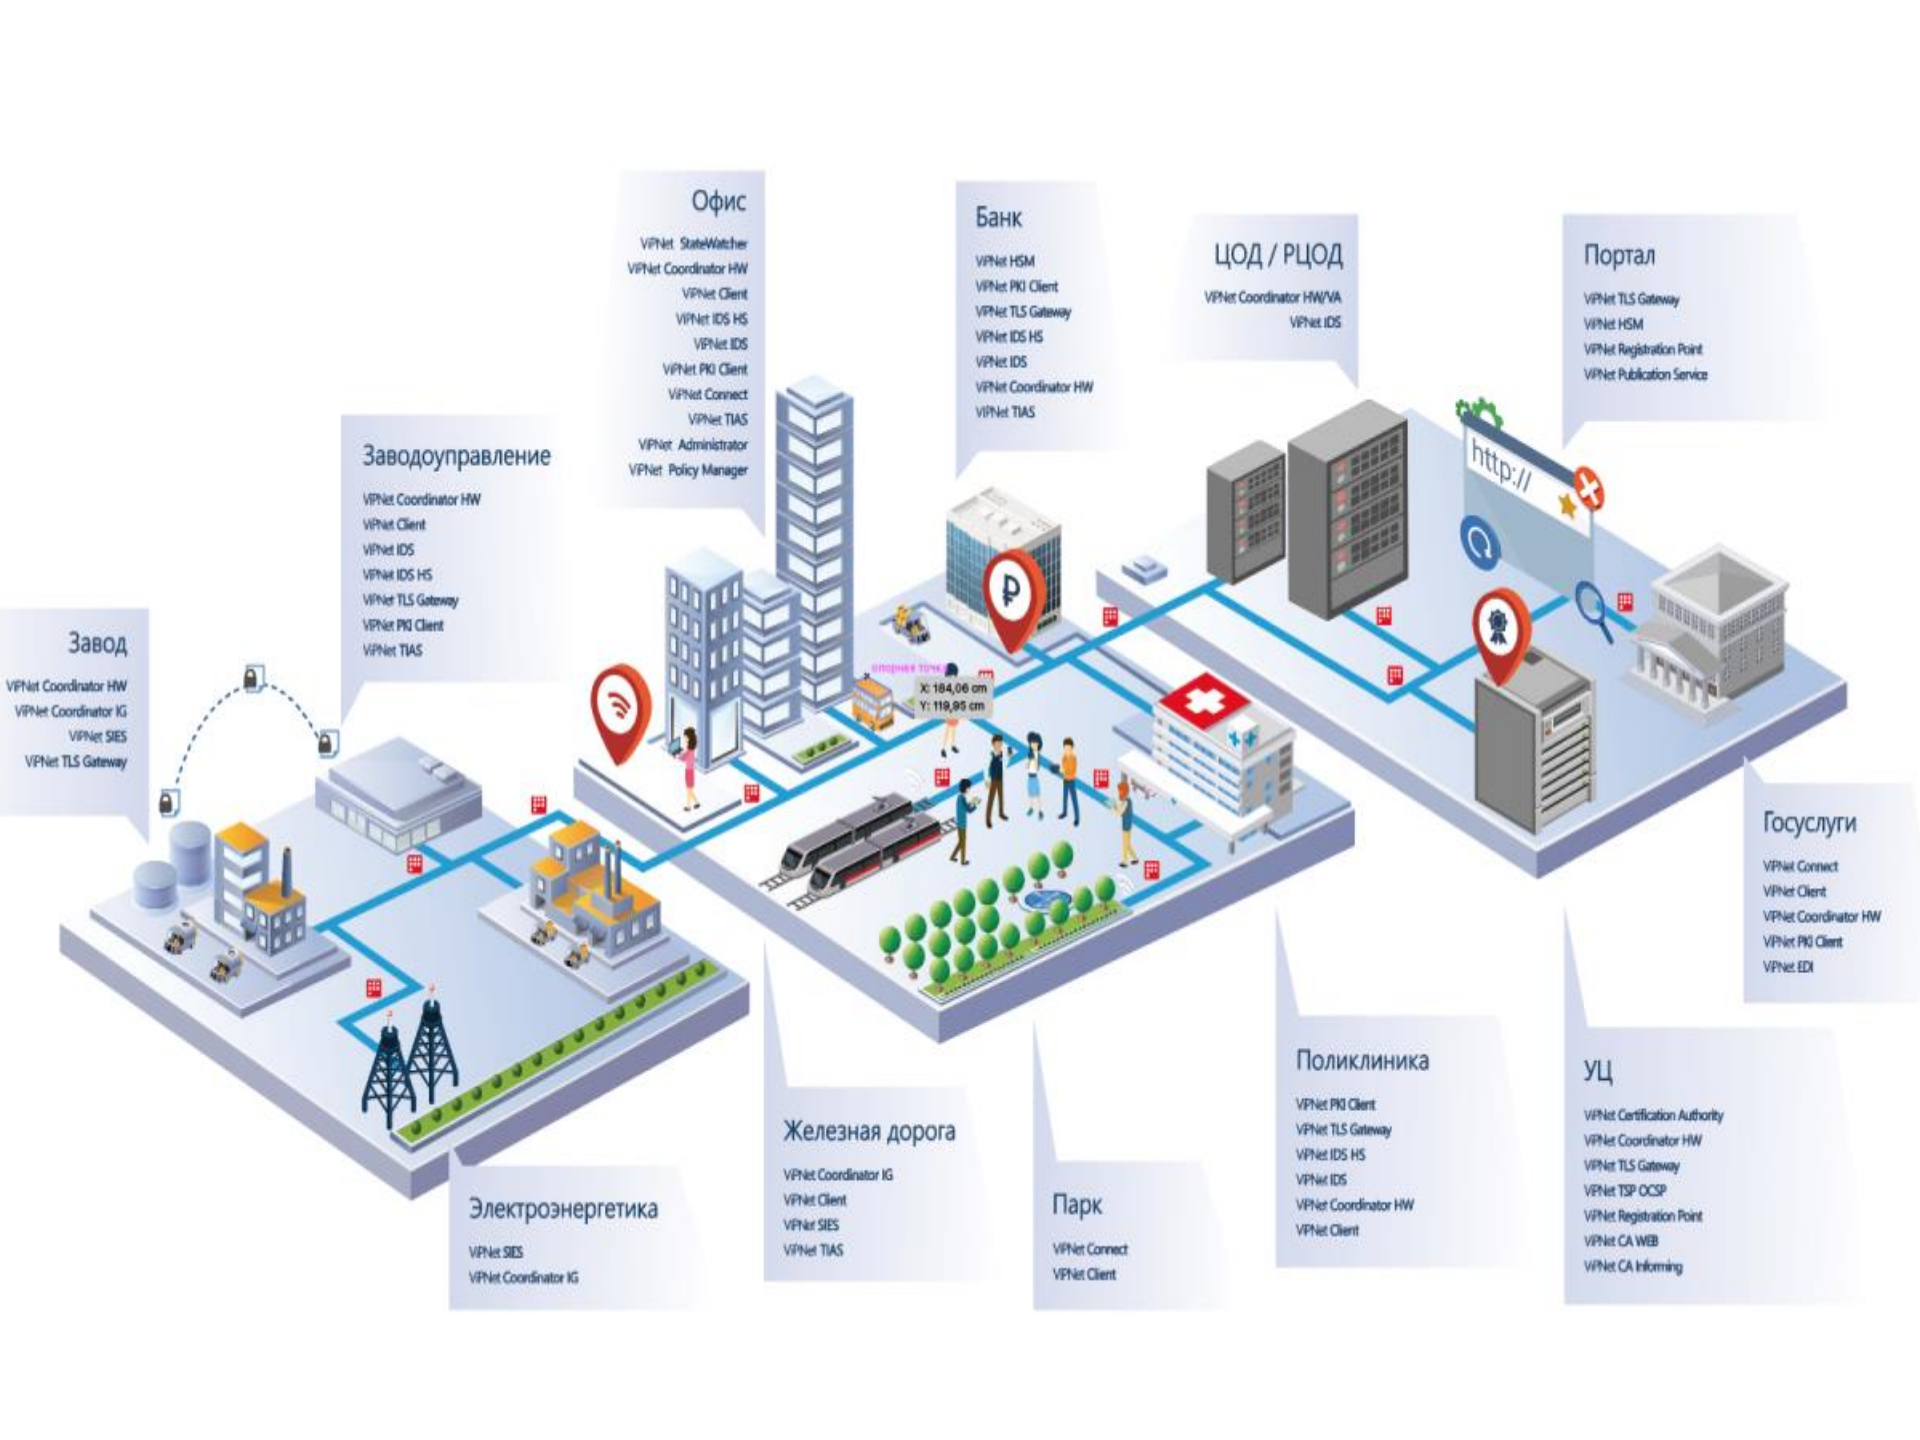 Офис
ViPNet StateWatcher
ViPNet Coordinator HW
ViPNet Client
ViPNet IDS HS
ViPNet IDS
ViPNet PKI Client
ViPNet Connect
ViPNet TIAS
ViPNet Administrator
ViPNet Policy Manager
Банк
ViPNet HSM
ViPNet PKI Client
ViPNet TLS Gateway
ViPNet IDS HS
ViPNet IDS
ViPNet Coordinator HW
ViPNet TIAS
ЦОД / РЦОД
ViPNet Coordinator HW/VA
ViPNet IDS
Портал
ViPNet TLS Gateway
ViPNet HSM
ViPNet Registration Point
ViPNet Publication Service
http://
Заводоуправление
ViPNet Coordinator HW
ViPNet Client
ViPNet IDS
ViPNet IDS HS
ViPNet TLS Gateway
ViPNet PKI Client
ViPNet TIAS
Завод
ViPNet Coordinator HW
ViPNet Coordinator IG
ViPNet SIES
ViPNet TLS Gateway
₽
опорная точка
X: 184,06 cm
Y: 119,95 cm
Госуслуги
ViPNet Connect
ViPNet Client
ViPNet Coordinator HW
ViPNet PKI Client
ViPNet EDI
Электроэнергетика
ViPNet SIES
ViPNet Coordinator IG
Железная дорога
ViPNet Coordinator IG
ViPNet Client
ViPNet SIES
ViPNet TIAS
Парк
ViPNet Connect
ViPNet Client
Поликлиника
ViPNet PKI Client
ViPNet TLS Gateway
ViPNet IDS HS
ViPNet IDS
ViPNet Coordinator HW
ViPNet Client
УЦ
ViPNet Certification Authority
ViPNet Coordinator HW
ViPNet TLS Gateway
ViPNet TSP OCSP
ViPNet Registration Point
ViPNet CA WEB
ViPNet CA Informing